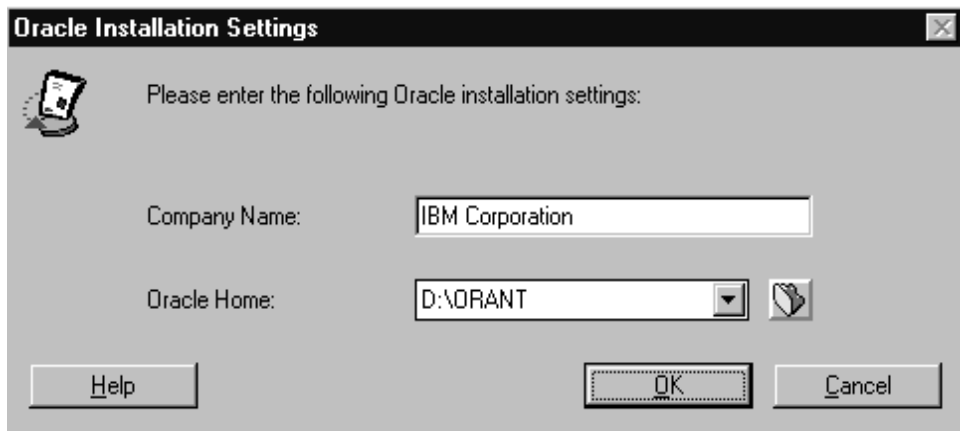 Oracle Installation Settings
Please enter the following Oracle installation settings:
Company Name: IBM Corporation
Oracle Home: D:\ORANT
Help OK Cancel